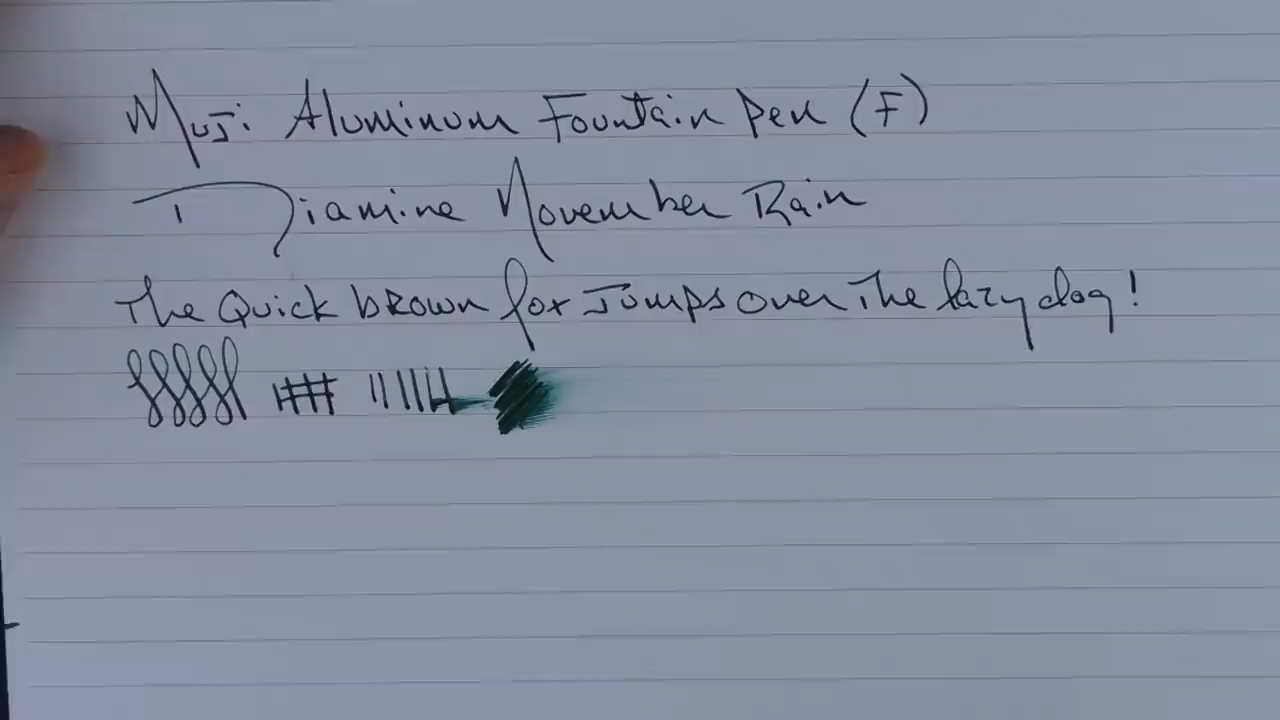 Muji Aluminum Fountain Pen (F)
Diamine November Rain
The Quick brown fox Jumps over The lazy dog!